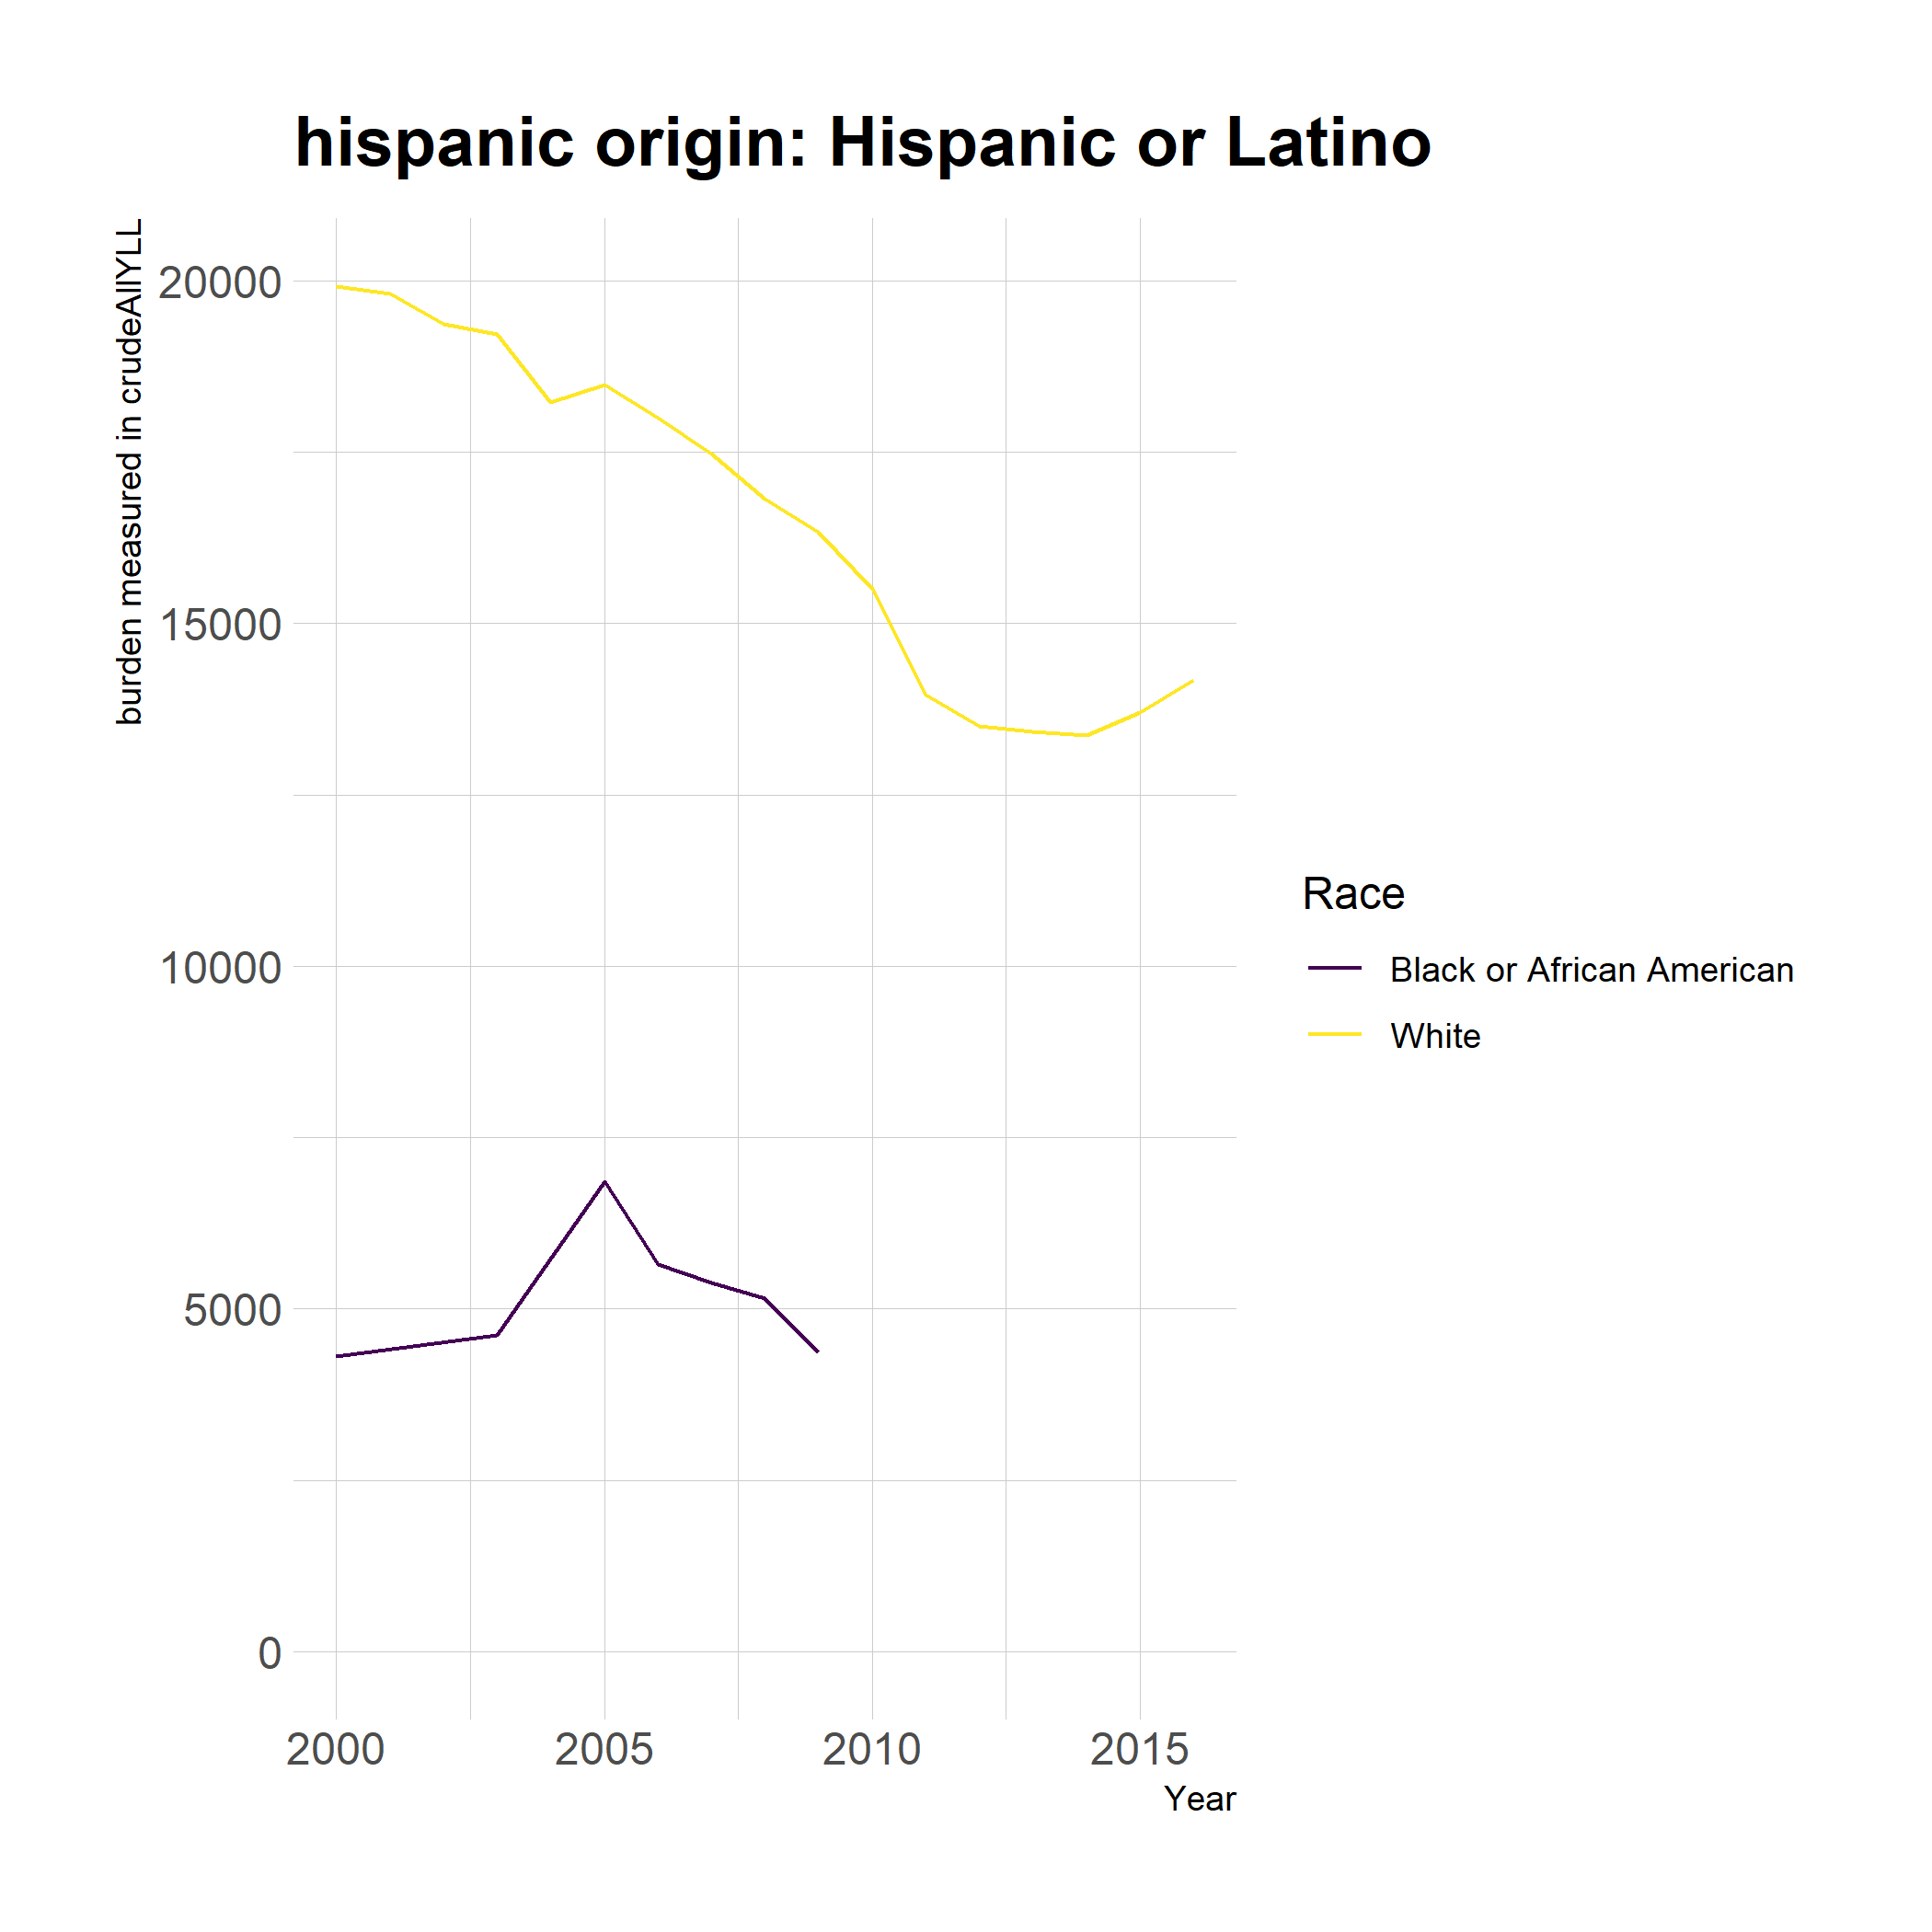 hispanic origin: Hispanic or Latino
burden measured in crudeAllYLL
20000
15000
10000
5000
0
2000 2005 2010 2015
Year
Race
Black or African American
White